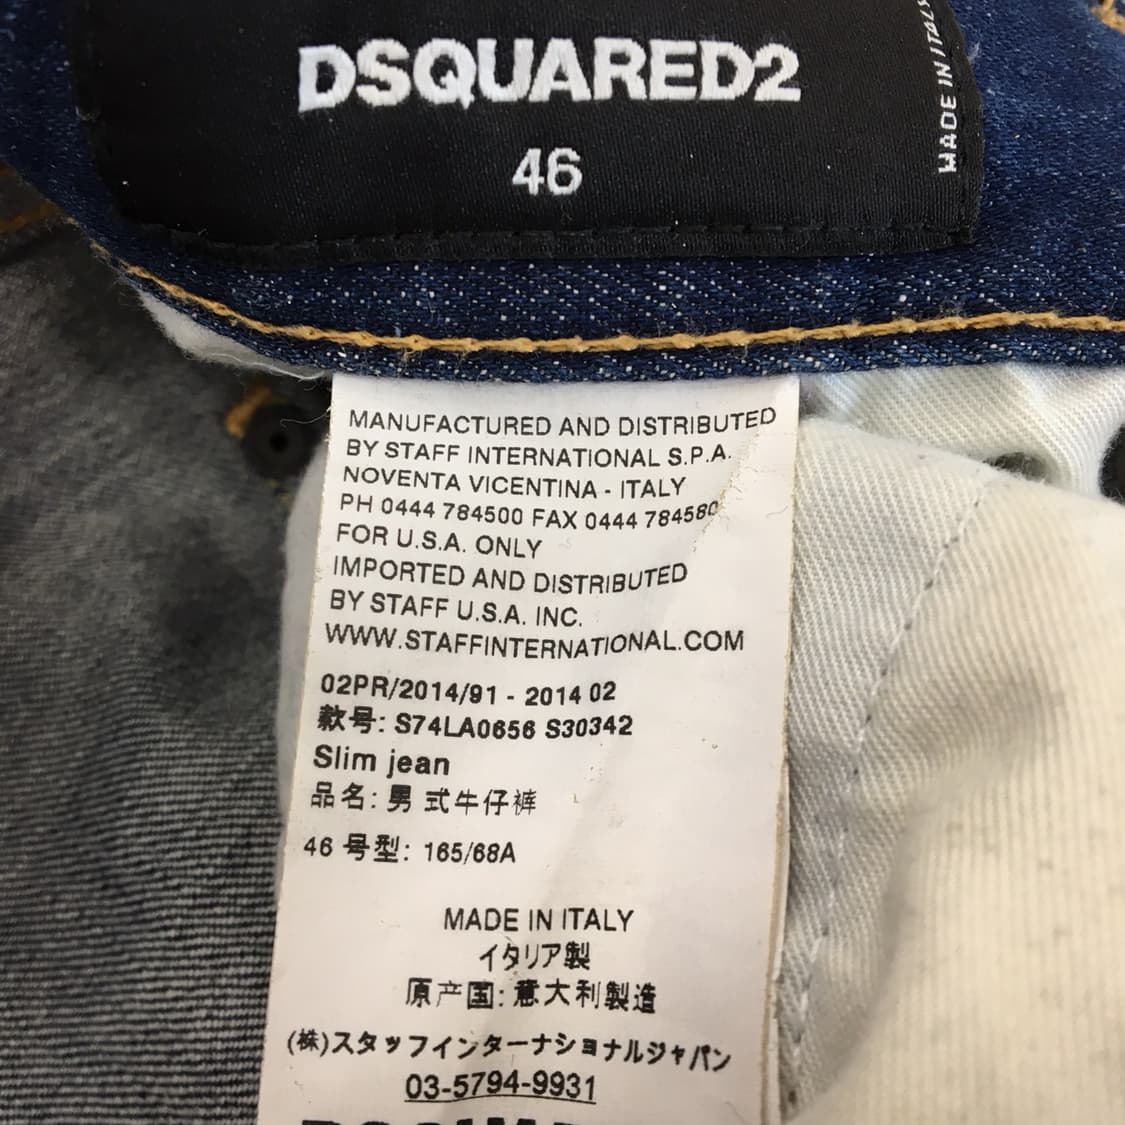 DSQUARED2
46
MADE IN ITALY
MANUFACTURED AND DISTRIBUTED
BY STAFF INTERNATIONAL S.P.A.
NOVENTA VICENTINA - ITALY
PH 0444 784500 FAX 0444 784580
FOR U.S.A. ONLY
IMPORTED AND DISTRIBUTED
BY STAFF U.S.A. INC.
WWW.STAFFINTERNATIONAL.COM
02PR/2014/91 - 2014 02
款号: S74LA0656 S30342
Slim jean
品名: 男式牛仔裤
46 号型: 165/68A
MADE IN ITALY
イタリア製
原产国: 意大利製造
(株)スタッフインターナショナルジャパン
03-5794-9931